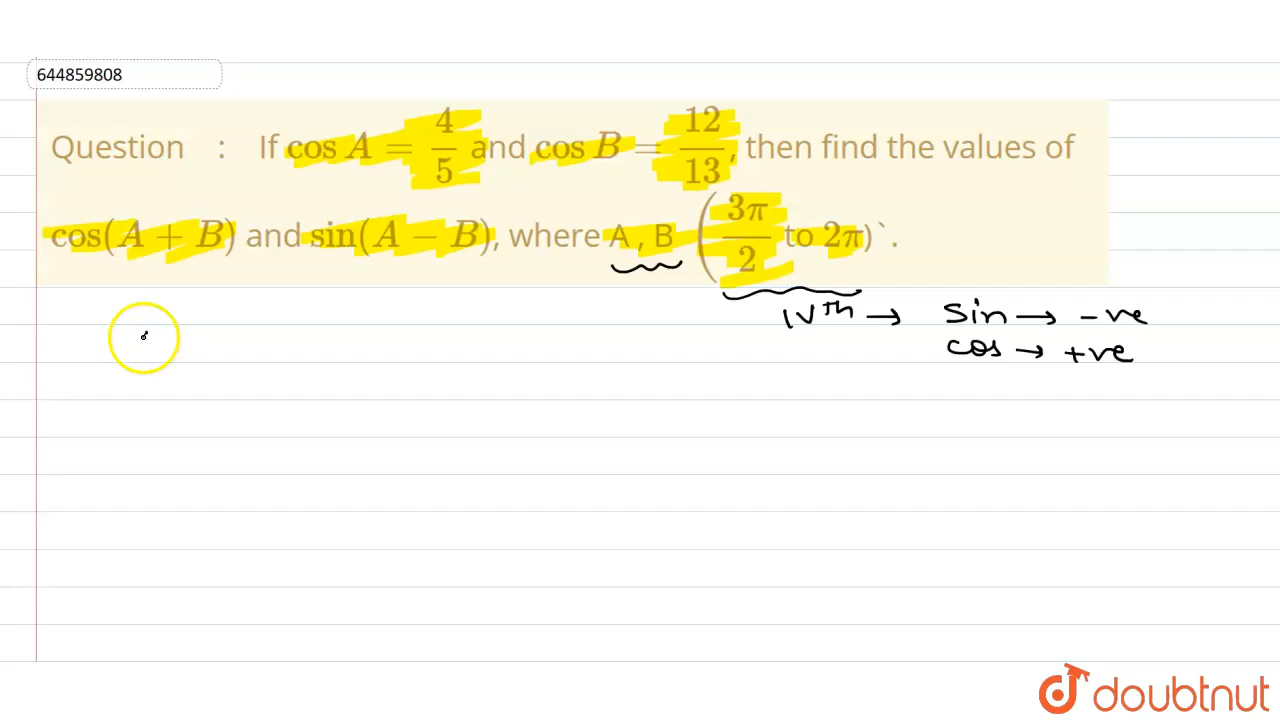 644859808
Question : If cos A = 4/5 and cos B = 12/13, then find the values of
cos(A + B) and sin(A − B), where A , B (3π/2 to 2π)`.
IVth → Sin → -ve
cos → +ve
doubtnut